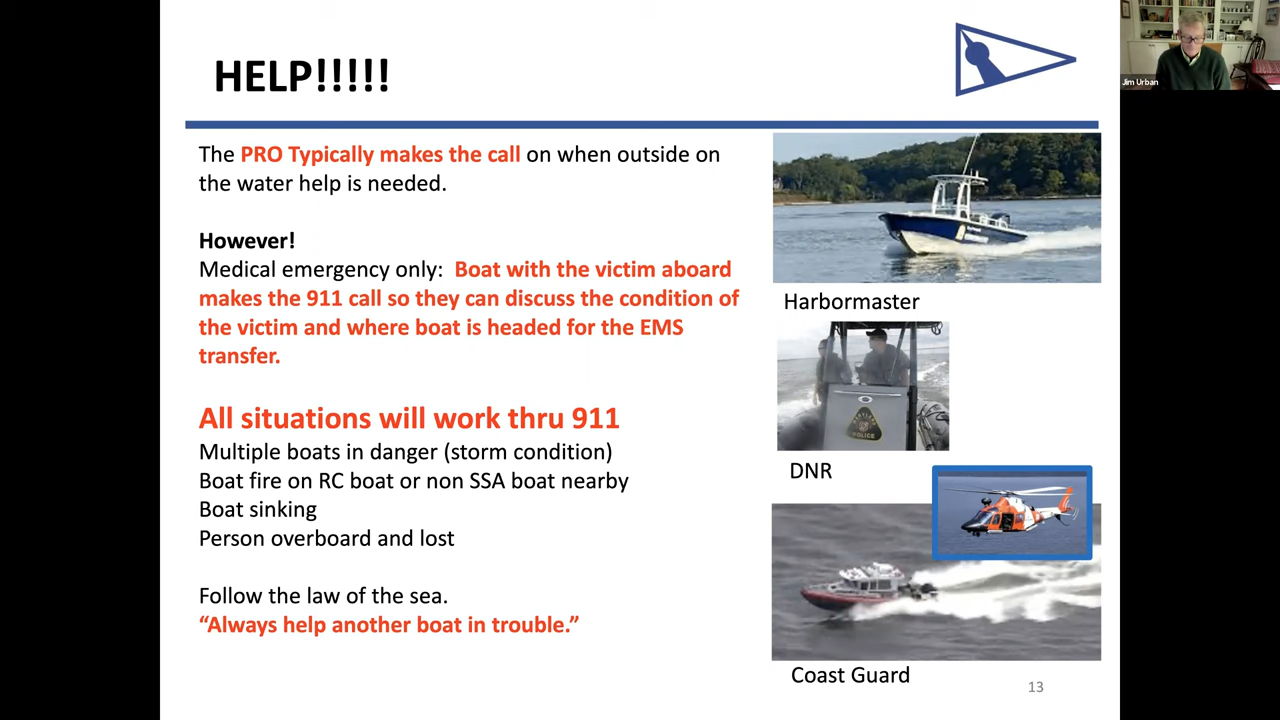 HELP!!!!!
Jim Urban
The PRO Typically makes the call on when outside on
the water help is needed.
However!
Medical emergency only: Boat with the victim aboard
makes the 911 call so they can discuss the condition of
the victim and where boat is headed for the EMS
transfer.
All situations will work thru 911
Multiple boats in danger (storm condition)
Boat fire on RC boat or non SSA boat nearby
Boat sinking
Person overboard and lost
Follow the law of the sea.
“Always help another boat in trouble.”
Harbormaster
POLICE
DNR
Coast Guard
13